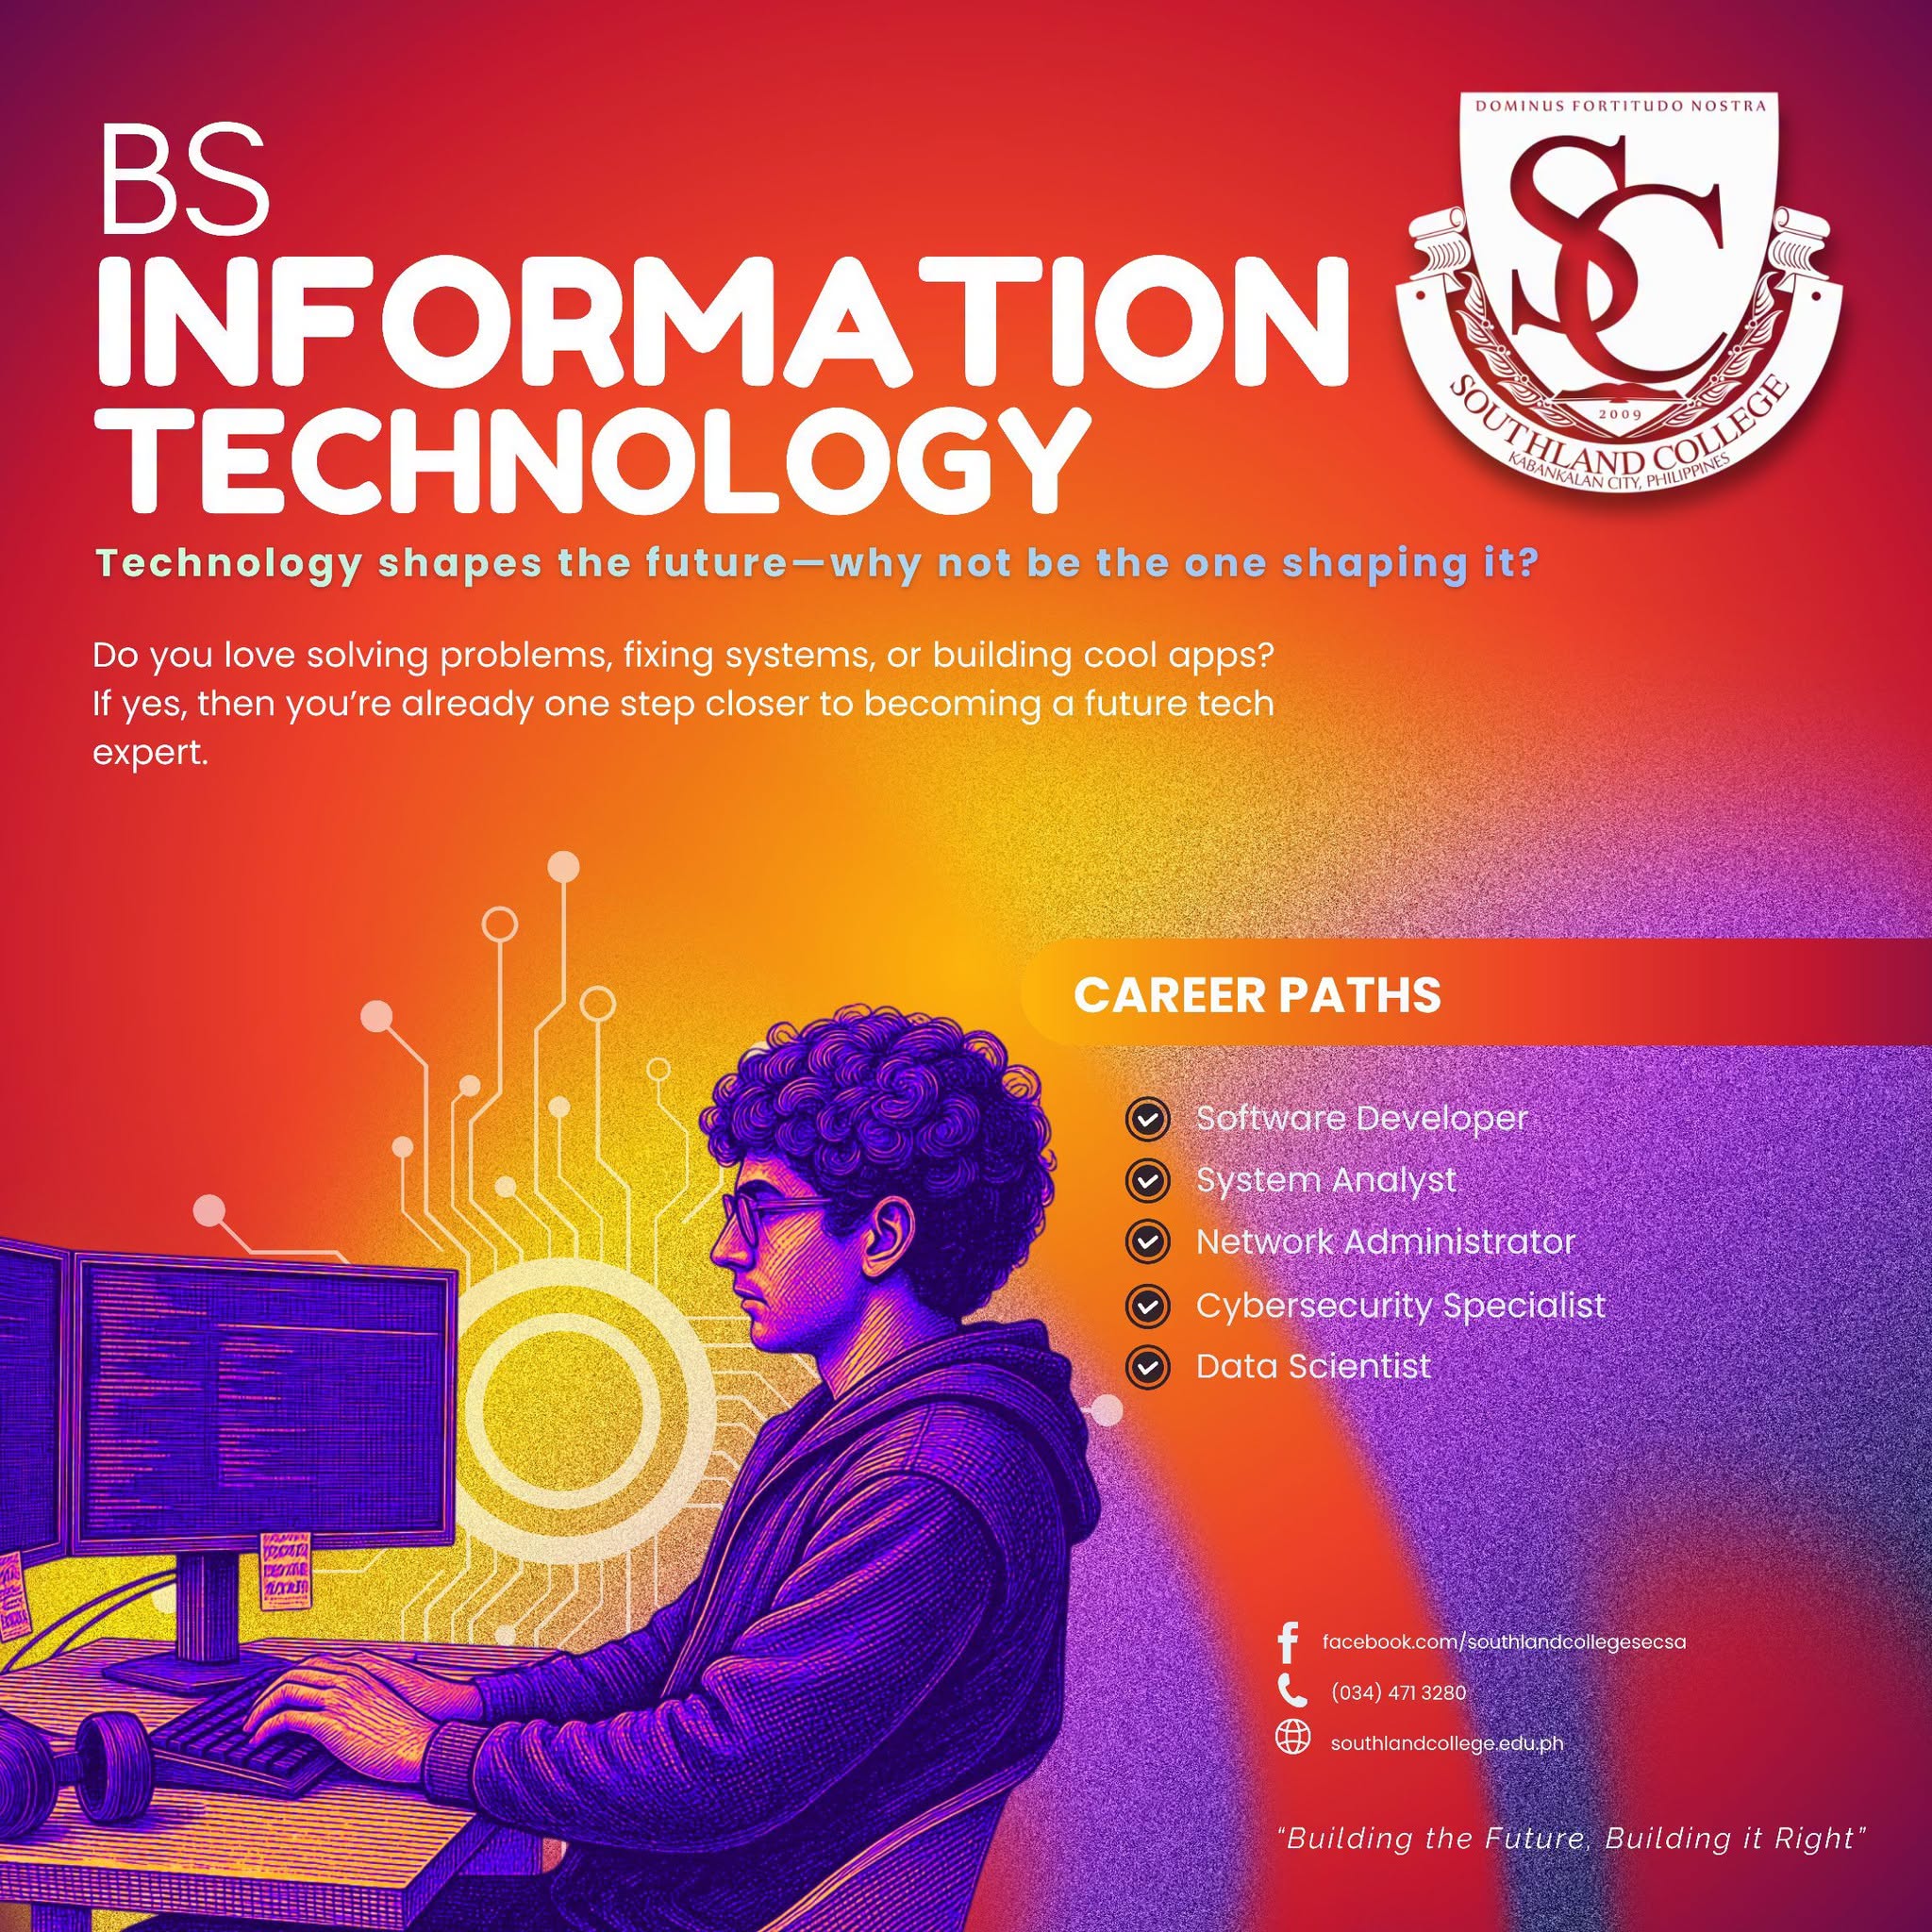 BS
INFORMATION
TECHNOLOGY
DOMINUS FORTITUDO NOSTRA
SC
2009
SOUTHLAND COLLEGE
KABANKALAN CITY, PHILIPPINES
Technology shapes the future—why not be the one shaping it?
Do you love solving problems, fixing systems, or building cool apps?
If yes, then you’re already one step closer to becoming a future tech
expert.
CAREER PATHS
Software Developer
System Analyst
Network Administrator
Cybersecurity Specialist
Data Scientist
facebook.com/southlandcollegesecsa
(034) 471 3280
southlandcollege.edu.ph
“Building the Future, Building it Right”